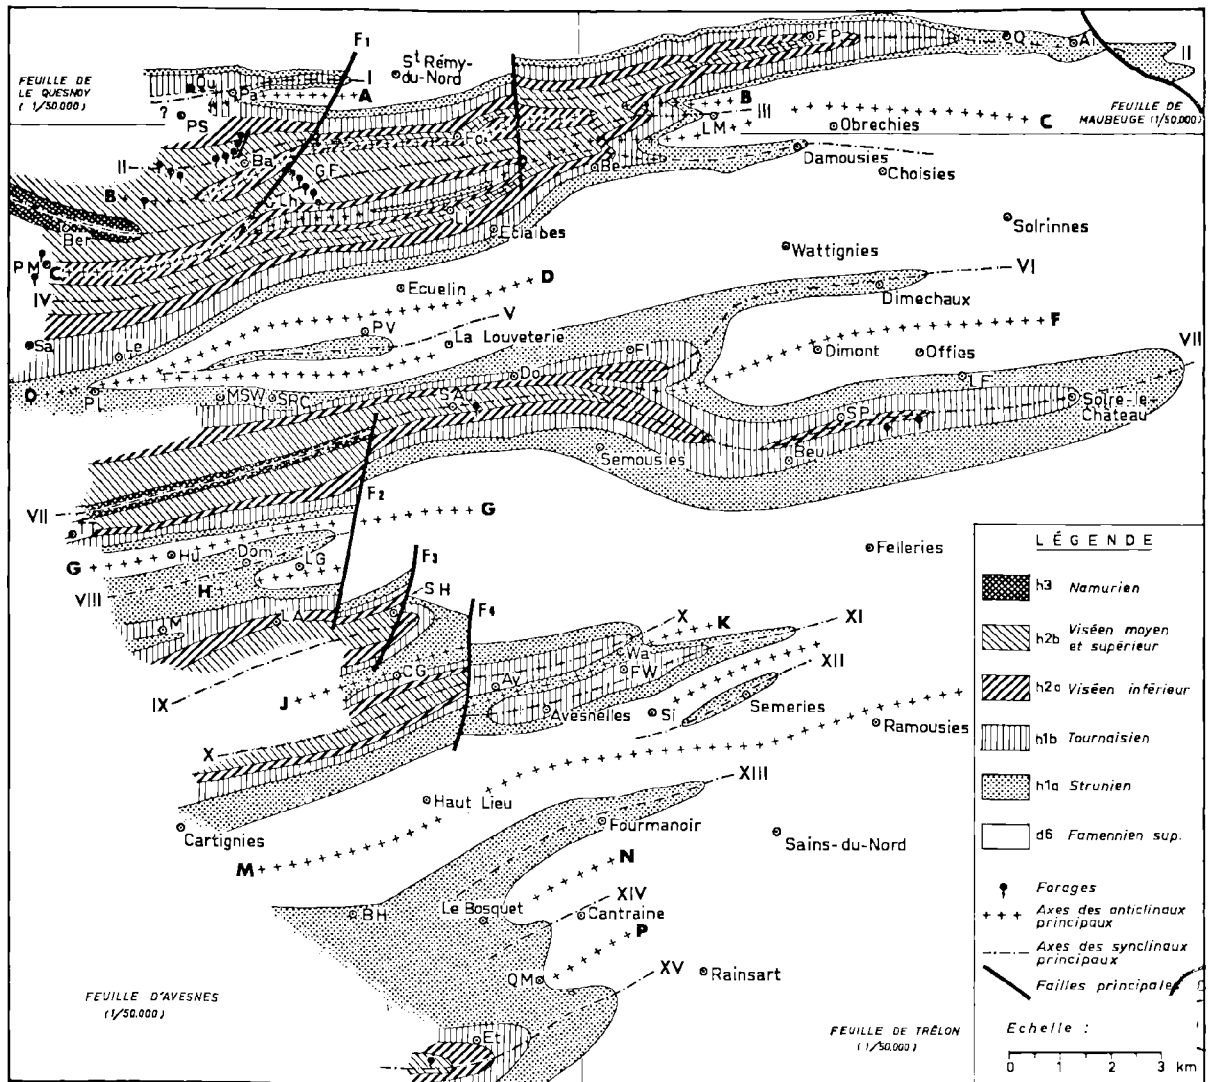 FEUILLE DE
LE QUESNOY
(1/50.000)
F1
St Rémy-
du-Nord
FP
Q
Al
II
I
A
Qu
Pa
?
PS
B
III
LM
Obrechies
C
FEUILLE DE
MAUBEUGE (1/50.000)
II
Ba
GF
Fo
Be
Damousies
Choisies
B
Lh
Ber
Li
Eclaibes
Solrinnes
Wattignies
PM
C
IV
Ecuelin
D
VI
Dimechaux
V
PV
La Louveterie
F
Sa
Le
Fl
Dimont
Offies
VII
D
PL
MSW
SRC
Do
LF
SA
SP
Solre-le-
Château
Semousies
Beu
VII
TT
F2
G
Hu
Dom
LG
G
VIII
H
F3
SH
F4
Felleries
M
LA
X
K
XI
Wa
XII
FW
IX
J
CG
Av
Avesnelles
Si
Semeries
Ramousies
X
XIII
Haut Lieu
Cartignies
Fourmanoir
Sains-du-Nord
M
N
XIV
BH
Le Bosquet
Cantraine
P
QM
XV
Rainsart
FEUILLE D'AVESNES
(1/50.000)
Et
FEUILLE DE TRÉLON
(1/50.000)
LÉGENDE
h3 Namurien
h2b Viséen moyen
et supérieur
h2a Viséen inférieur
h1b Tournaisien
h1a Strunien
d6 Famennien sup.
Forages
Axes des anticlinaux
principaux
Axes des synclinaux
principaux
Failles principales
Echelle :
0 1 2 3 km